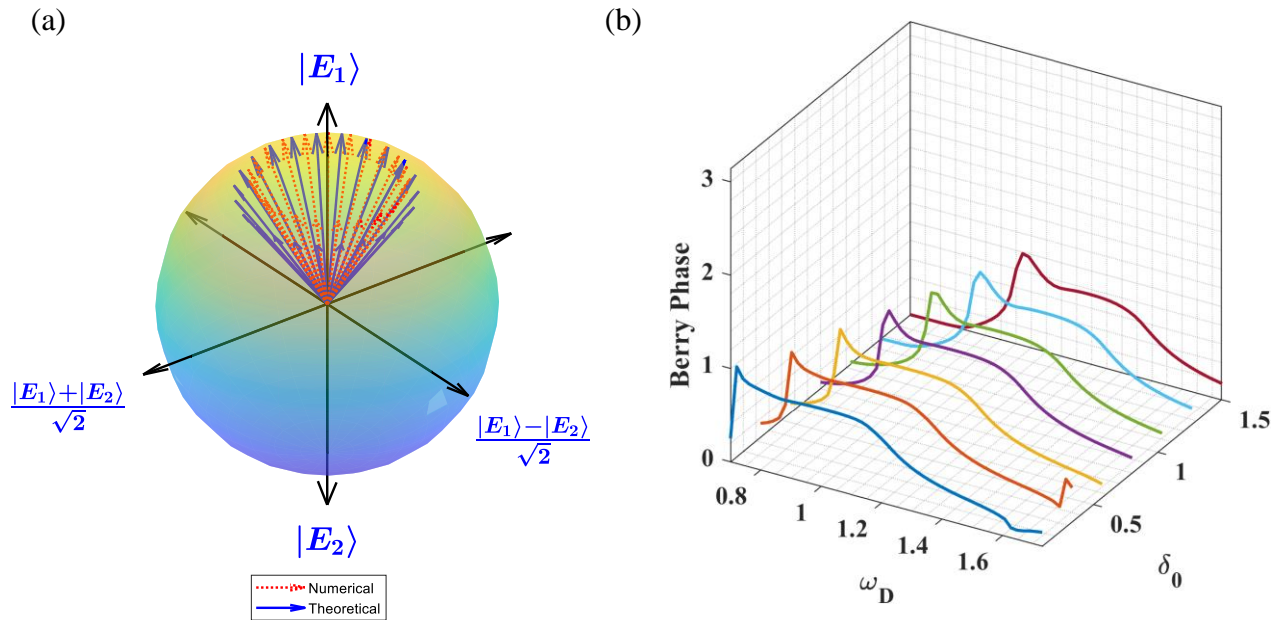 (a)
|E₁⟩
|E₁⟩+|E₂⟩
√2
|E₁⟩−|E₂⟩
√2
|E₂⟩
Numerical
Theoretical
(b)
Berry Phase
3
2
1
0
0.8
1
1.2
1.4
1.6
ω_D
0.5
1
1.5
δ₀